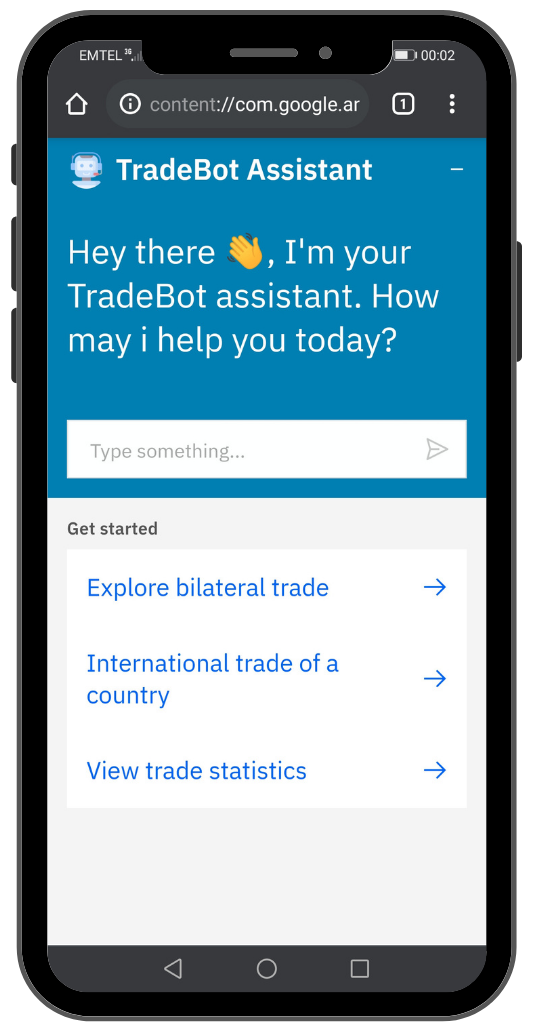 EMTEL 3G 00:02
content://com.google.ar 1
TradeBot Assistant
Hey there 👋, I'm your
TradeBot assistant. How
may i help you today?
Type something...
Get started
Explore bilateral trade
International trade of a
country
View trade statistics